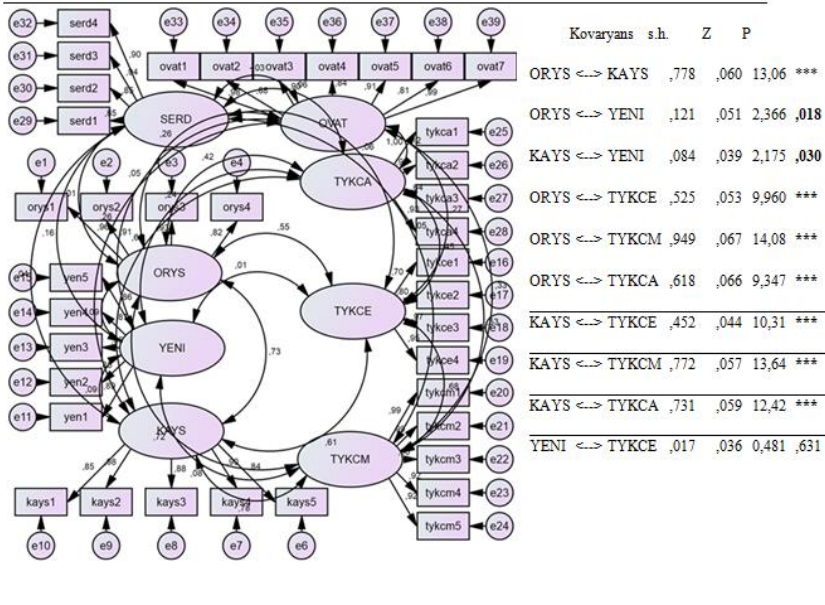 e32 serd4
e31 serd3
e30 serd2
e29 serd1
e33 e34 e35 e36 e37 e38 e39
ovat1 ovat2 ovat3 ovat4 ovat5 ovat6 ovat7
,90
,84 ,91 ,81 ,99
SERD OVAT
,26
TYKCA
tykca1 e25
tykca2 e26
tykca3 e27
e28
e1 e2 e3 e4
,42
,06
,05
orys1 orys2 orys4
,16
,82
,55
ORYS
,01
,70
TYKCE
tykce1 e16
tykce2 e17
tykce3 e18
tykce4 e19
yen5
e14
e13 yen3
e12 yen2
e11 yen1
YENI
,73
KAYS
,72
,61
TYKCM
,99
e20
tykcm2 e21
tykcm3 e22
tykcm4 e23
tykcm5 e24
,92
,85 ,88 ,84
,08
kays1 kays2 kays3 kays4 kays5
e10 e9 e8 e7 e6
Kovaryans s.h. Z P
ORYS <--> KAYS ,778 ,060 13,06 ***
ORYS <--> YENI ,121 ,051 2,366 ,018
KAYS <--> YENI ,084 ,039 2,175 ,030
ORYS <--> TYKCE ,525 ,053 9,960 ***
ORYS <--> TYKCM ,949 ,067 14,08 ***
ORYS <--> TYKCA ,618 ,066 9,347 ***
KAYS <--> TYKCE ,452 ,044 10,31 ***
KAYS <--> TYKCM ,772 ,057 13,64 ***
KAYS <--> TYKCA ,731 ,059 12,42 ***
YENI <--> TYKCE ,017 ,036 0,481 ,631